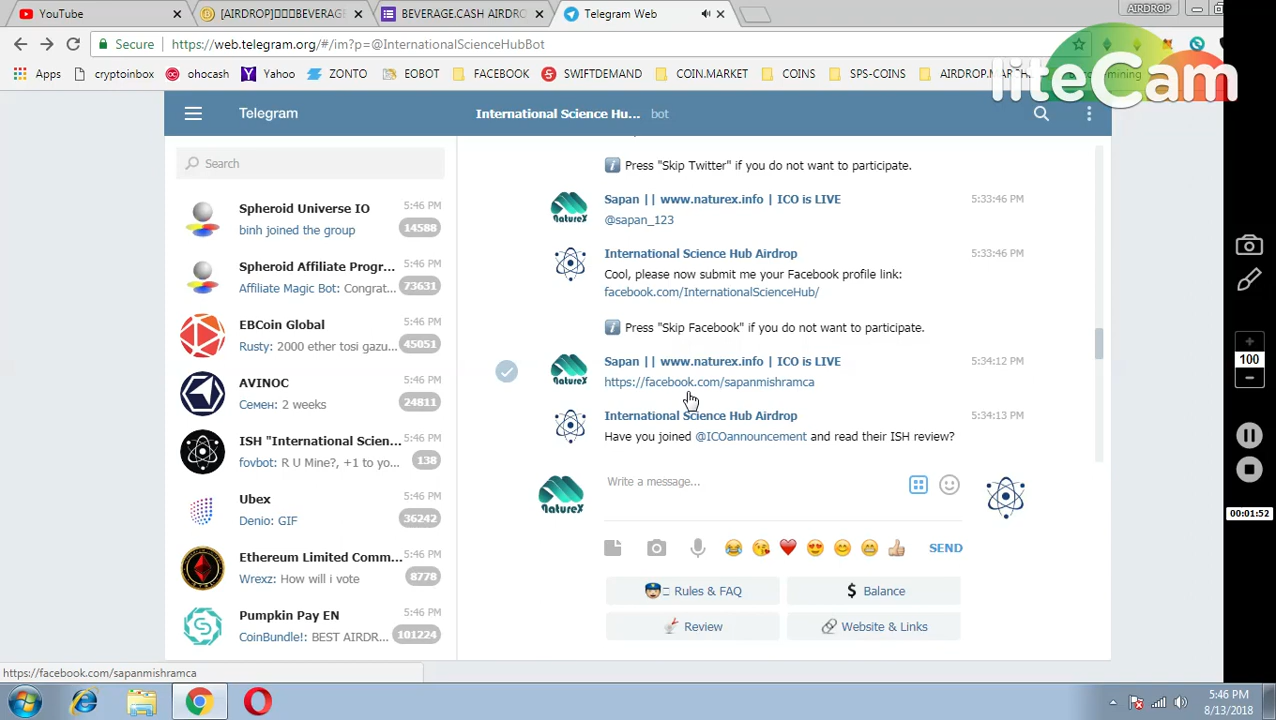 YouTube
[AIRDROP]
BEVERAGE
BEVERAGE.CASH AIRDR
Telegram Web
AIRDROP
Secure
https://web.telegram.org/#/im?p=@InternationalScienceHubBot
Apps
cryptoinbox
ohocash
Yahoo
ZONTO
EOBOT
FACEBOOK
SWIFTDEMAND
COIN.MARKET
COINS
SPS-COINS
mining
liteCam
Telegram
International Science Hu...
bot
Search
Spheroid Universe IO
5:46 PM
binh joined the group
14588
Spheroid Affiliate Progr...
5:46 PM
Affiliate Magic Bot: Congrat...
73631
EBCoin Global
5:46 PM
Rusty: 2000 ether tosi gazu...
45051
AVINOC
5:46 PM
Семен: 2 weeks
24811
ISH "International Scien...
5:46 PM
fovbot: R U Mine?, +1 to yo...
138
Ubex
5:46 PM
Denio: GIF
36242
Ethereum Limited Comm...
5:46 PM
Wrexz: How will i vote
8778
Pumpkin Pay EN
5:46 PM
CoinBundle!: BEST AIRDR...
101224
Press "Skip Twitter" if you do not want to participate.
Sapan || www.naturex.info | ICO is LIVE
5:33:46 PM
@sapan_123
International Science Hub Airdrop
5:33:46 PM
Cool, please now submit me your Facebook profile link:
facebook.com/InternationalScienceHub/
Press "Skip Facebook" if you do not want to participate.
Sapan || www.naturex.info | ICO is LIVE
5:34:12 PM
https://facebook.com/sapanmishramca
International Science Hub Airdrop
5:34:13 PM
Have you joined @ICOannouncement and read their ISH review?
NatureX
NatureX
NatureX
Write a message...
SEND
Rules & FAQ
Balance
Review
Website & Links
100
00:01:52
https://facebook.com/sapanmishramca
5:46 PM
8/13/2018